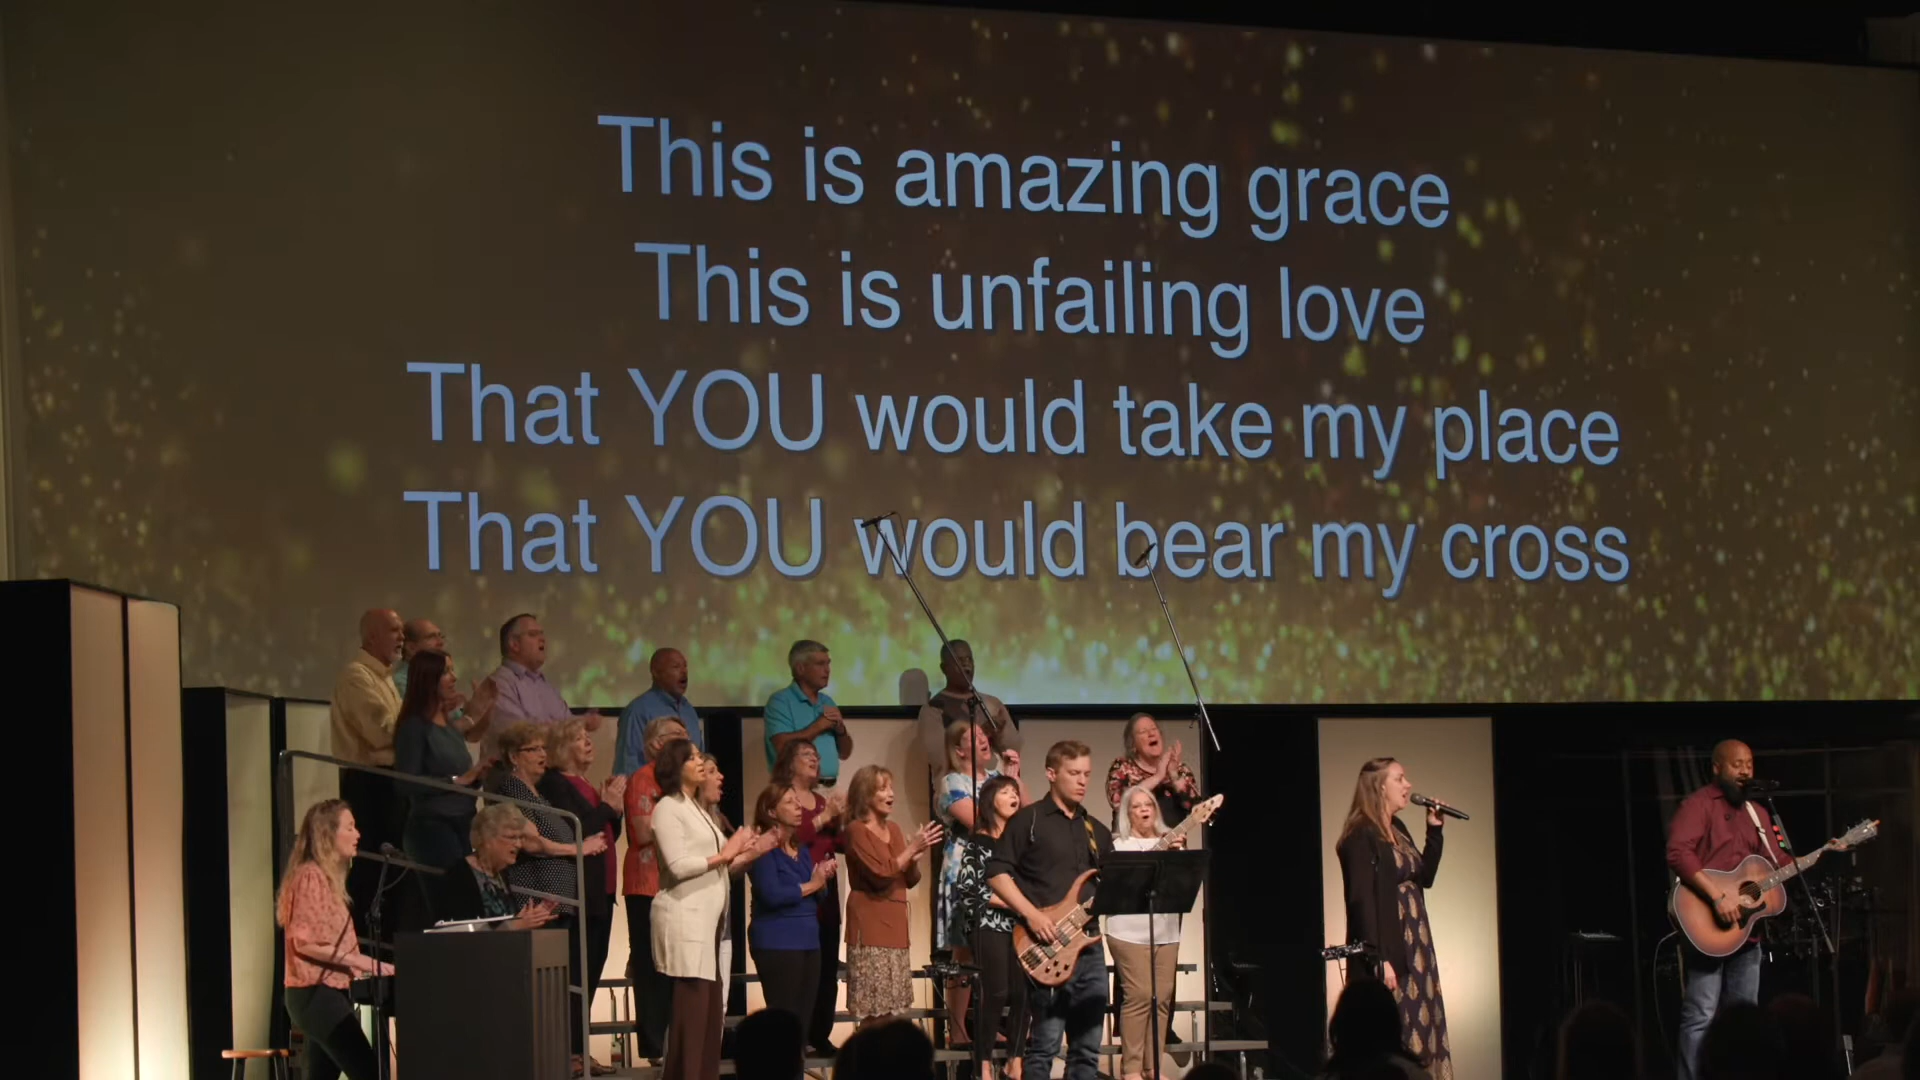 This is amazing grace
This is unfailing love
That YOU would take my place
That YOU would bear my cross